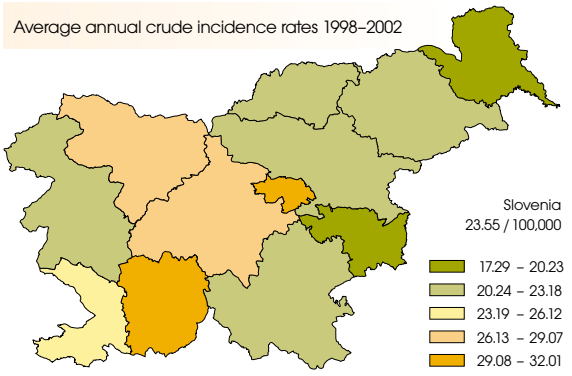 Average annual crude incidence rates 1998–2002
Slovenia
23.55 / 100,000
17.29 – 20.23
20.24 – 23.18
23.19 – 26.12
26.13 – 29.07
29.08 – 32.01